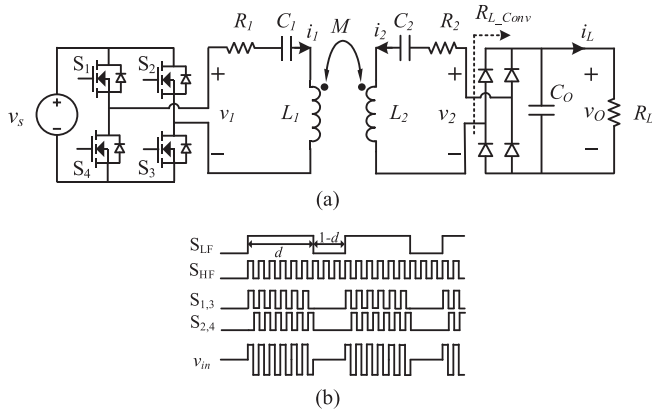 R1 C1 i1 M i2 C2 R2 RL_Conv iL
S1 S2
+ + + +
vs v1 L1 L2 v2 CO vO RL
− S4 S3 − − −
(a)
SLF d 1-d
SHF
S1,3
S2,4
vin
(b)